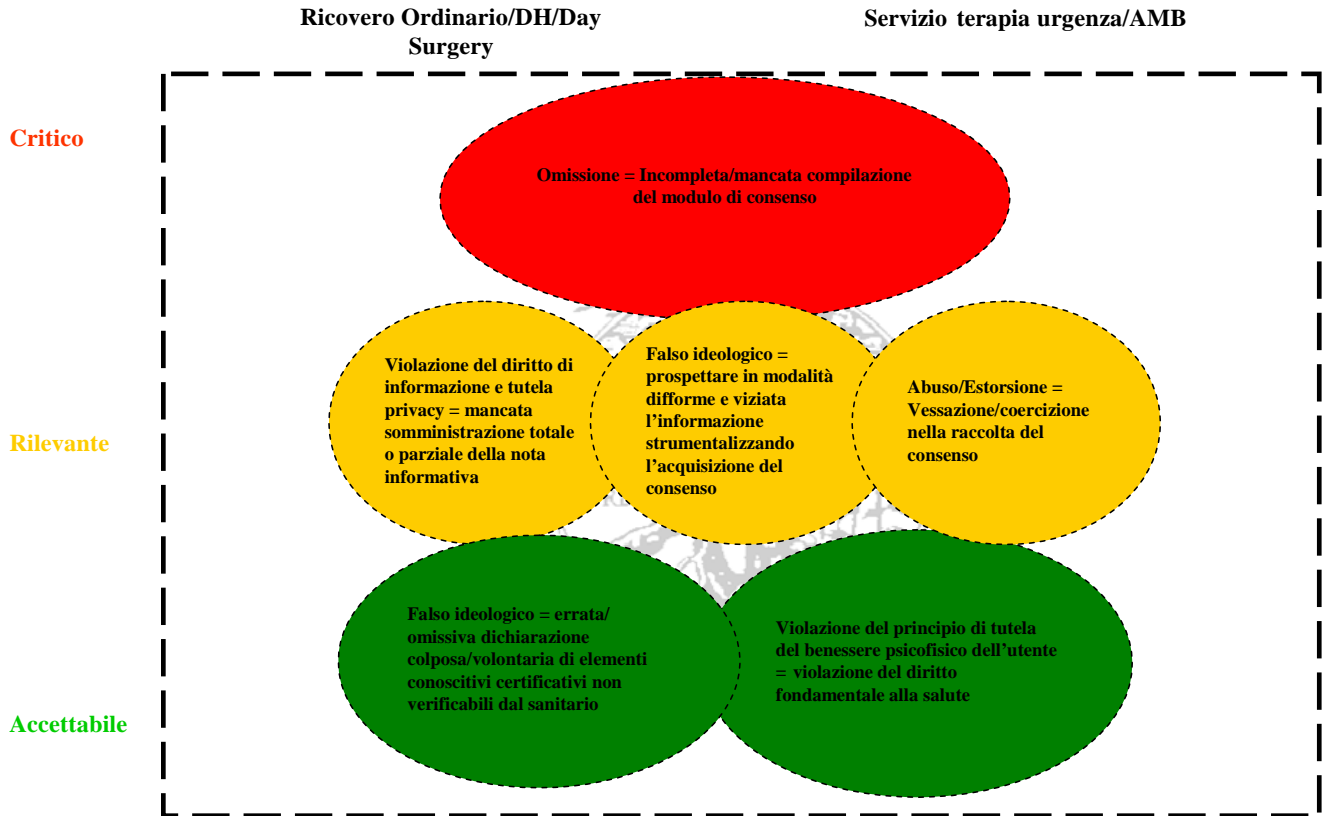 Ricovero Ordinario/DH/Day
Surgery
Servizio terapia urgenza/AMB
Critico
Omissione = Incompleta/mancata compilazione
del modulo di consenso
Rilevante
Violazione del diritto di
informazione e tutela
privacy = mancata
somministrazione totale
o parziale della nota
informativa
Falso ideologico =
prospettare in modalità
difforme e viziata
l’informazione
strumentalizzando
l’acquisizione del
consenso
Abuso/Estorsione =
Vessazione/coercizione
nella raccolta del
consenso
Accettabile
Falso ideologico = errata/
omissiva dichiarazione
colposa/volontaria di elementi
conoscitivi certificativi non
verificabili dal sanitario
Violazione del principio di tutela
del benessere psicofisico dell’utente
= violazione del diritto
fondamentale alla salute